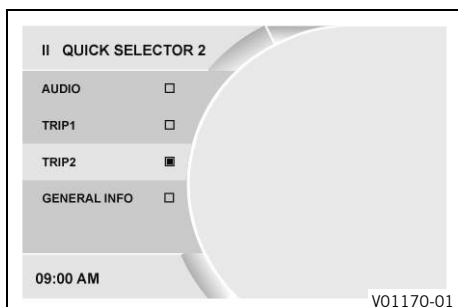 II QUICK SELECTOR 2
AUDIO
TRIP1
TRIP2
GENERAL INFO
09:00 AM
V01170-01